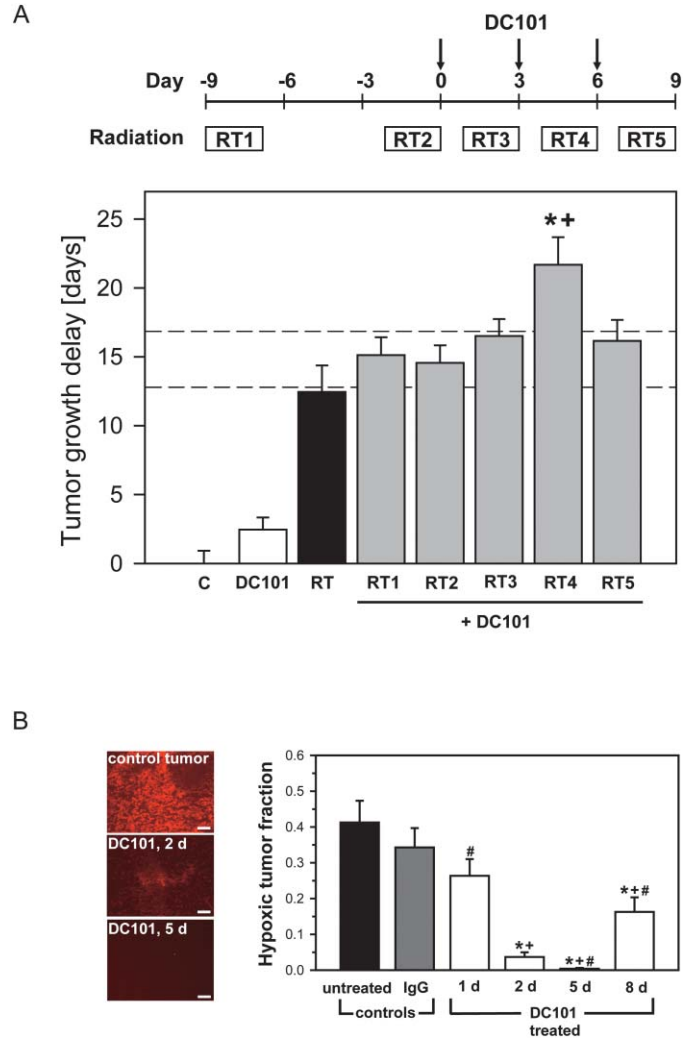 A
DC101
Day -9 -6 -3 0 3 6 9
Radiation RT1 RT2 RT3 RT4 RT5
Tumor growth delay [days]
25
20
15
10
5
0
*+
C DC101 RT RT1 RT2 RT3 RT4 RT5
+ DC101
B
control tumor
DC101, 2 d
DC101, 5 d
Hypoxic tumor fraction
0.6
0.5
0.4
0.3
0.2
0.1
0.0
#
*+
*+#
*+#
untreated IgG 1 d 2 d 5 d 8 d
controls DC101
treated